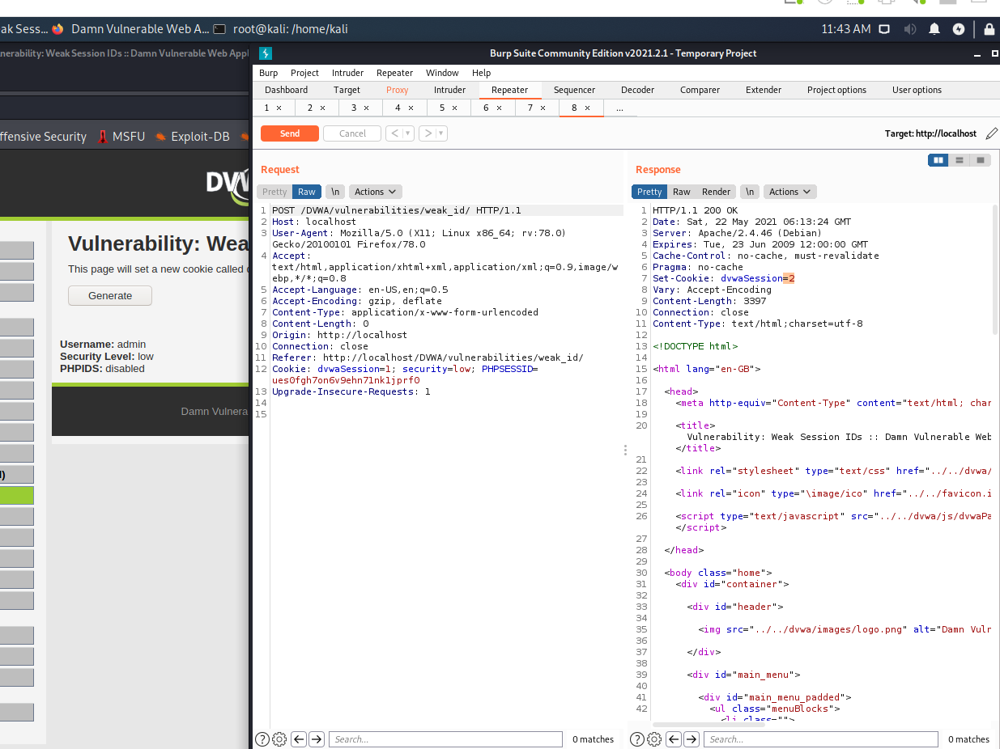 ak Sess... Damn Vulnerable Web A... root@kali: /home/kali 11:43 AM
nerability: Weak Session IDs :: Damn Vulnerable Web Appl
Burp Suite Community Edition v2021.2.1 - Temporary Project
Burp Project Intruder Repeater Window Help
Dashboard Target Proxy Intruder Repeater Sequencer Decoder Comparer Extender Project options User options
1 × 2 × 3 × 4 × 5 × 6 × 7 × 8 × ...
Send Cancel < > Target: http://localhost
ffensive Security MSFU Exploit-DB
DVW
Vulnerability: Wea
This page will set a new cookie called
Generate
Username: admin
Security Level: low
PHPIDS: disabled
Damn Vulnera
l)
Request
Pretty Raw \n Actions
1 POST /DVWA/vulnerabilities/weak_id/ HTTP/1.1
2 Host: localhost
3 User-Agent: Mozilla/5.0 (X11; Linux x86_64; rv:78.0)
Gecko/20100101 Firefox/78.0
4 Accept:
text/html,application/xhtml+xml,application/xml;q=0.9,image/w
ebp,*/*;q=0.8
5 Accept-Language: en-US,en;q=0.5
6 Accept-Encoding: gzip, deflate
7 Content-Type: application/x-www-form-urlencoded
8 Content-Length: 0
9 Origin: http://localhost
10 Connection: close
11 Referer: http://localhost/DVWA/vulnerabilities/weak_id/
12 Cookie: dvwaSession=1; security=low; PHPSESSID=
ues0fgh7on6v9ehn71nk1jprf0
13 Upgrade-Insecure-Requests: 1
14
15
? Search... 0 matches
Response
Pretty Raw Render \n Actions
1 HTTP/1.1 200 OK
2 Date: Sat, 22 May 2021 06:13:24 GMT
3 Server: Apache/2.4.46 (Debian)
4 Expires: Tue, 23 Jun 2009 12:00:00 GMT
5 Cache-Control: no-cache, must-revalidate
6 Pragma: no-cache
7 Set-Cookie: dvwaSession=2
8 Vary: Accept-Encoding
9 Content-Length: 3397
10 Connection: close
11 Content-Type: text/html;charset=utf-8
12
13 <!DOCTYPE html>
14
15 <html lang="en-GB">
16
17 <head>
18 <meta http-equiv="Content-Type" content="text/html; char
19
20 <title>
Vulnerability: Weak Session IDs :: Damn Vulnerable Web
</title>
21
22 <link rel="stylesheet" type="text/css" href="../../dvwa/
23
24 <link rel="icon" type="\image/ico" href="../../favicon.i
25
26 <script type="text/javascript" src="../../dvwa/js/dvwaPa
</script>
27
28 </head>
29
30 <body class="home">
31 <div id="container">
32
33 <div id="header">
34
35 <img src="../../dvwa/images/logo.png" alt="Damn Vuln
36
37 </div>
38
39 <div id="main_menu">
40
41 <div id="main_menu_padded">
42 <ul class="menuBlocks">
<li class="">
? Search... 0 matches